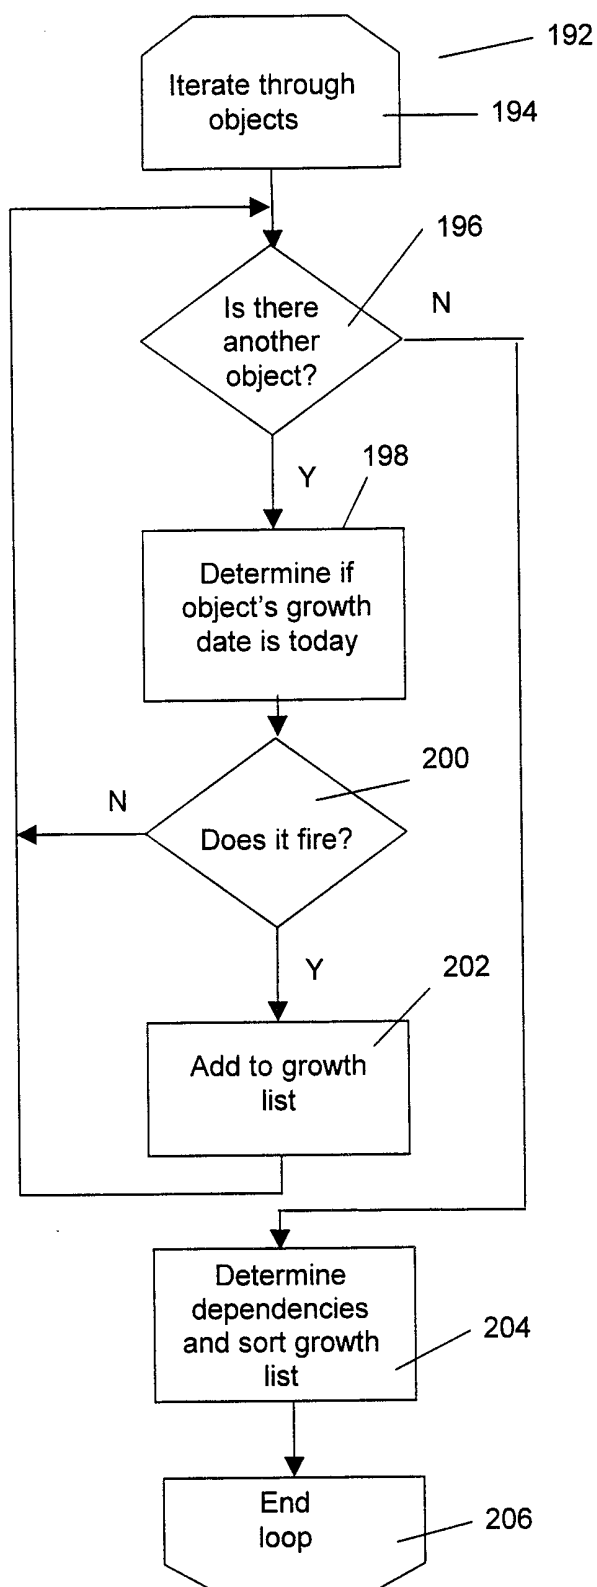 192
Iterate through
objects
194
196
Is there
another
object?
N
Y
198
Determine if
object's growth
date is today
200
N
Does it fire?
Y
202
Add to growth
list
Determine
dependencies
and sort growth
list
204
End
loop
206